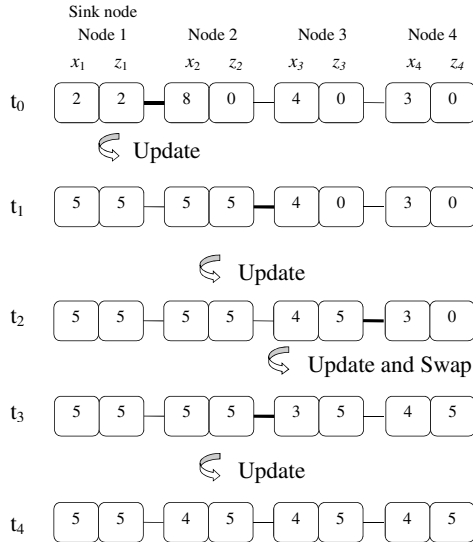 Sink node
Node 1 Node 2 Node 3 Node 4
x1 z1 x2 z2 x3 z3 x4 z4
t0 2 2 8 0 4 0 3 0
Update
t1 5 5 5 5 4 0 3 0
Update
t2 5 5 5 5 4 5 3 0
Update and Swap
t3 5 5 5 5 3 5 4 5
Update
t4 5 5 4 5 4 5 4 5